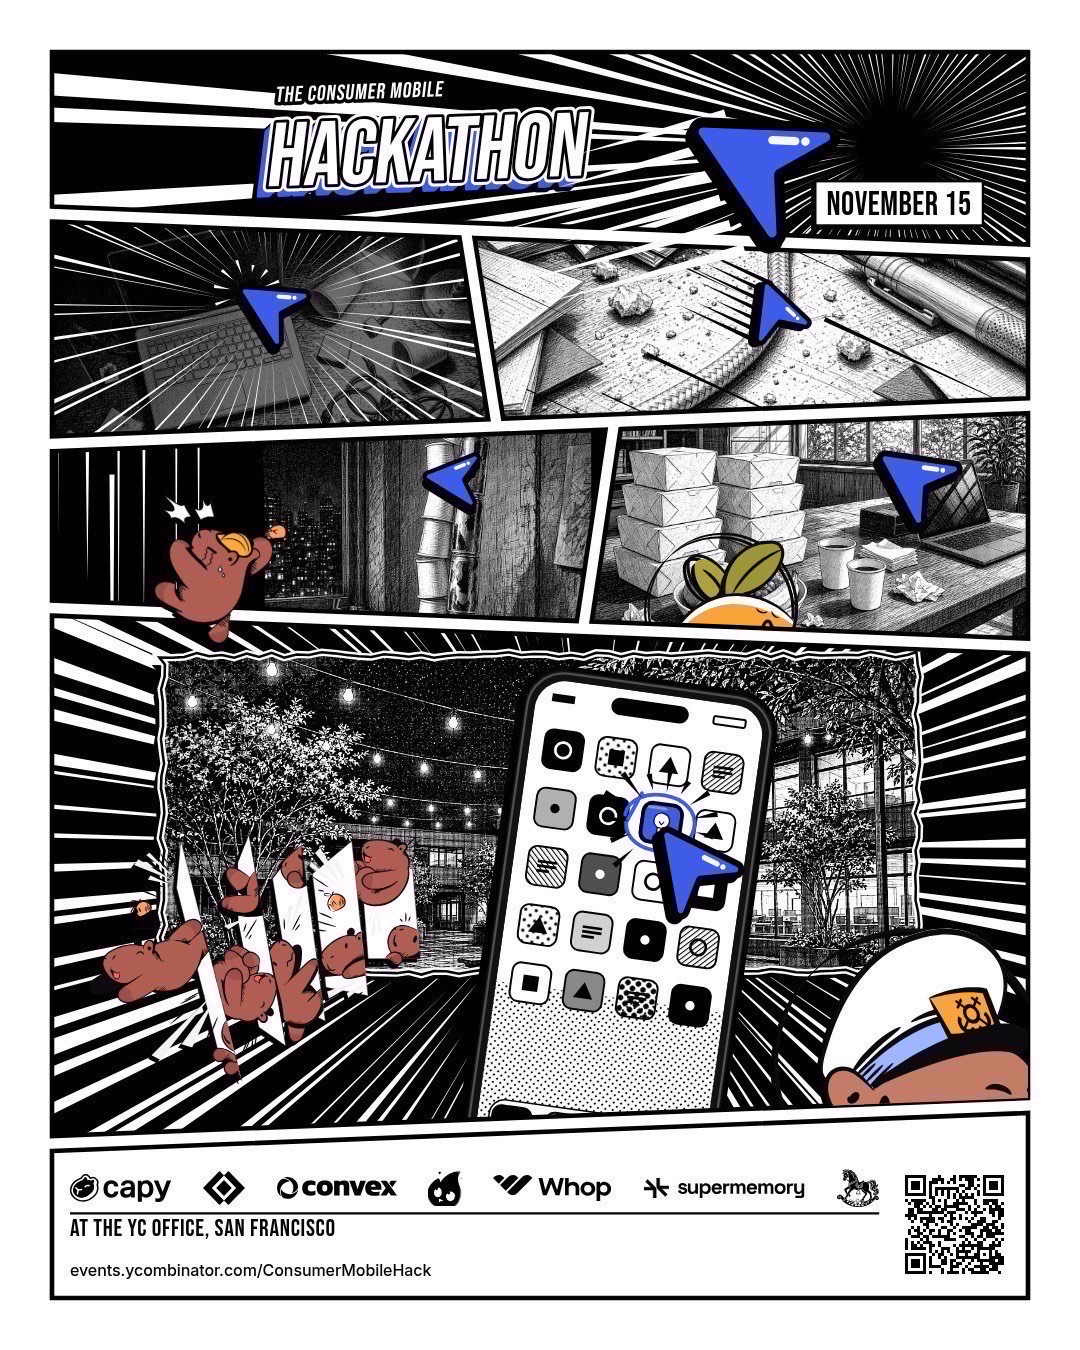 THE CONSUMER MOBILE
HACKATHON
NOVEMBER 15
capy
convex
Whop
supermemory
AT THE YC OFFICE, SAN FRANCISCO
events.ycombinator.com/ConsumerMobileHack